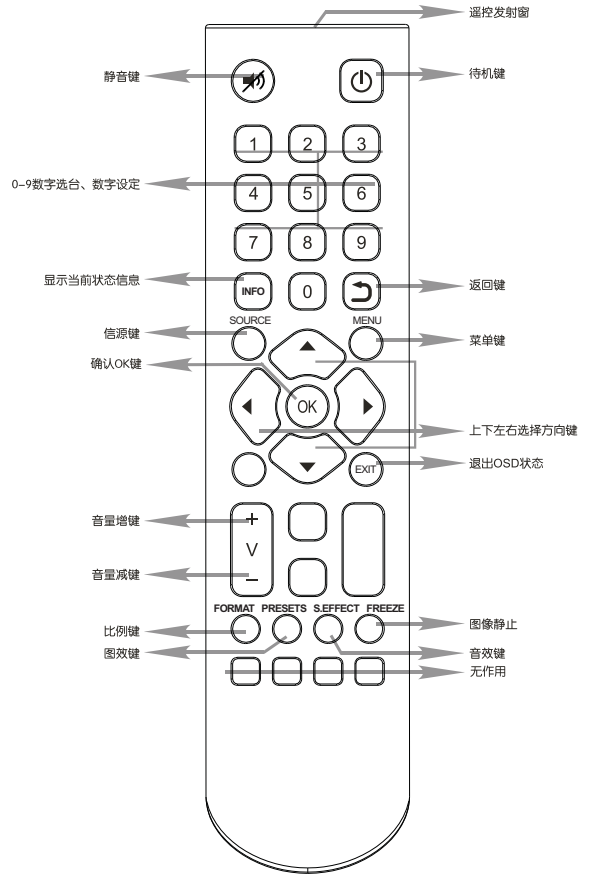 遥控发射窗
静音键
待机键
1 2 3
0-9数字选台、数字设定
4 5 6
7 8 9
显示当前状态信息
INFO 0
返回键
SOURCE MENU
信源键
菜单键
确认OK键
OK
上下左右选择方向键
EXIT
退出OSD状态
音量增键
+
V
音量减键
−
FORMAT PRESETS S.EFFECT FREEZE
比例键
图像静止
图效键
音效键
无作用